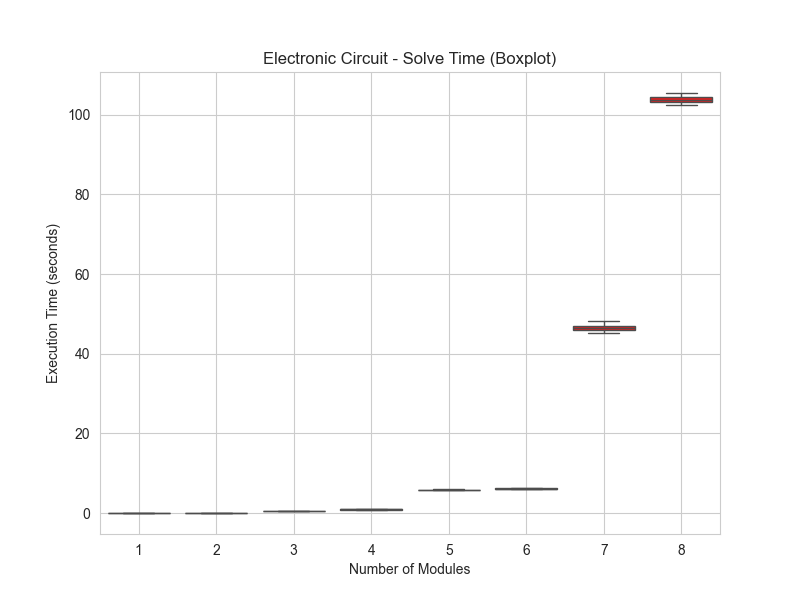 Electronic Circuit - Solve Time (Boxplot)
Execution Time (seconds)
100
80
60
40
20
0
1 2 3 4 5 6 7 8
Number of Modules